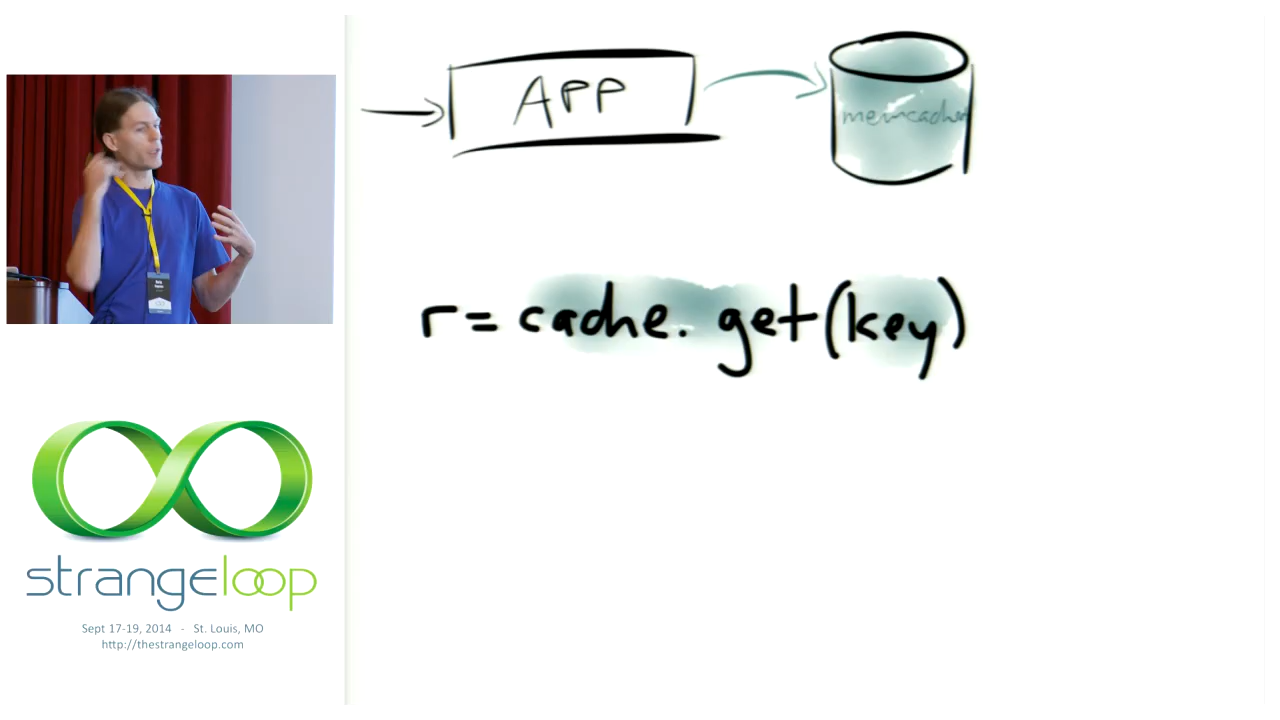 APP
memcached
r = cache.get(key)
strangeloop
Sept 17-19, 2014 - St. Louis, MO
http://thestrangeloop.com